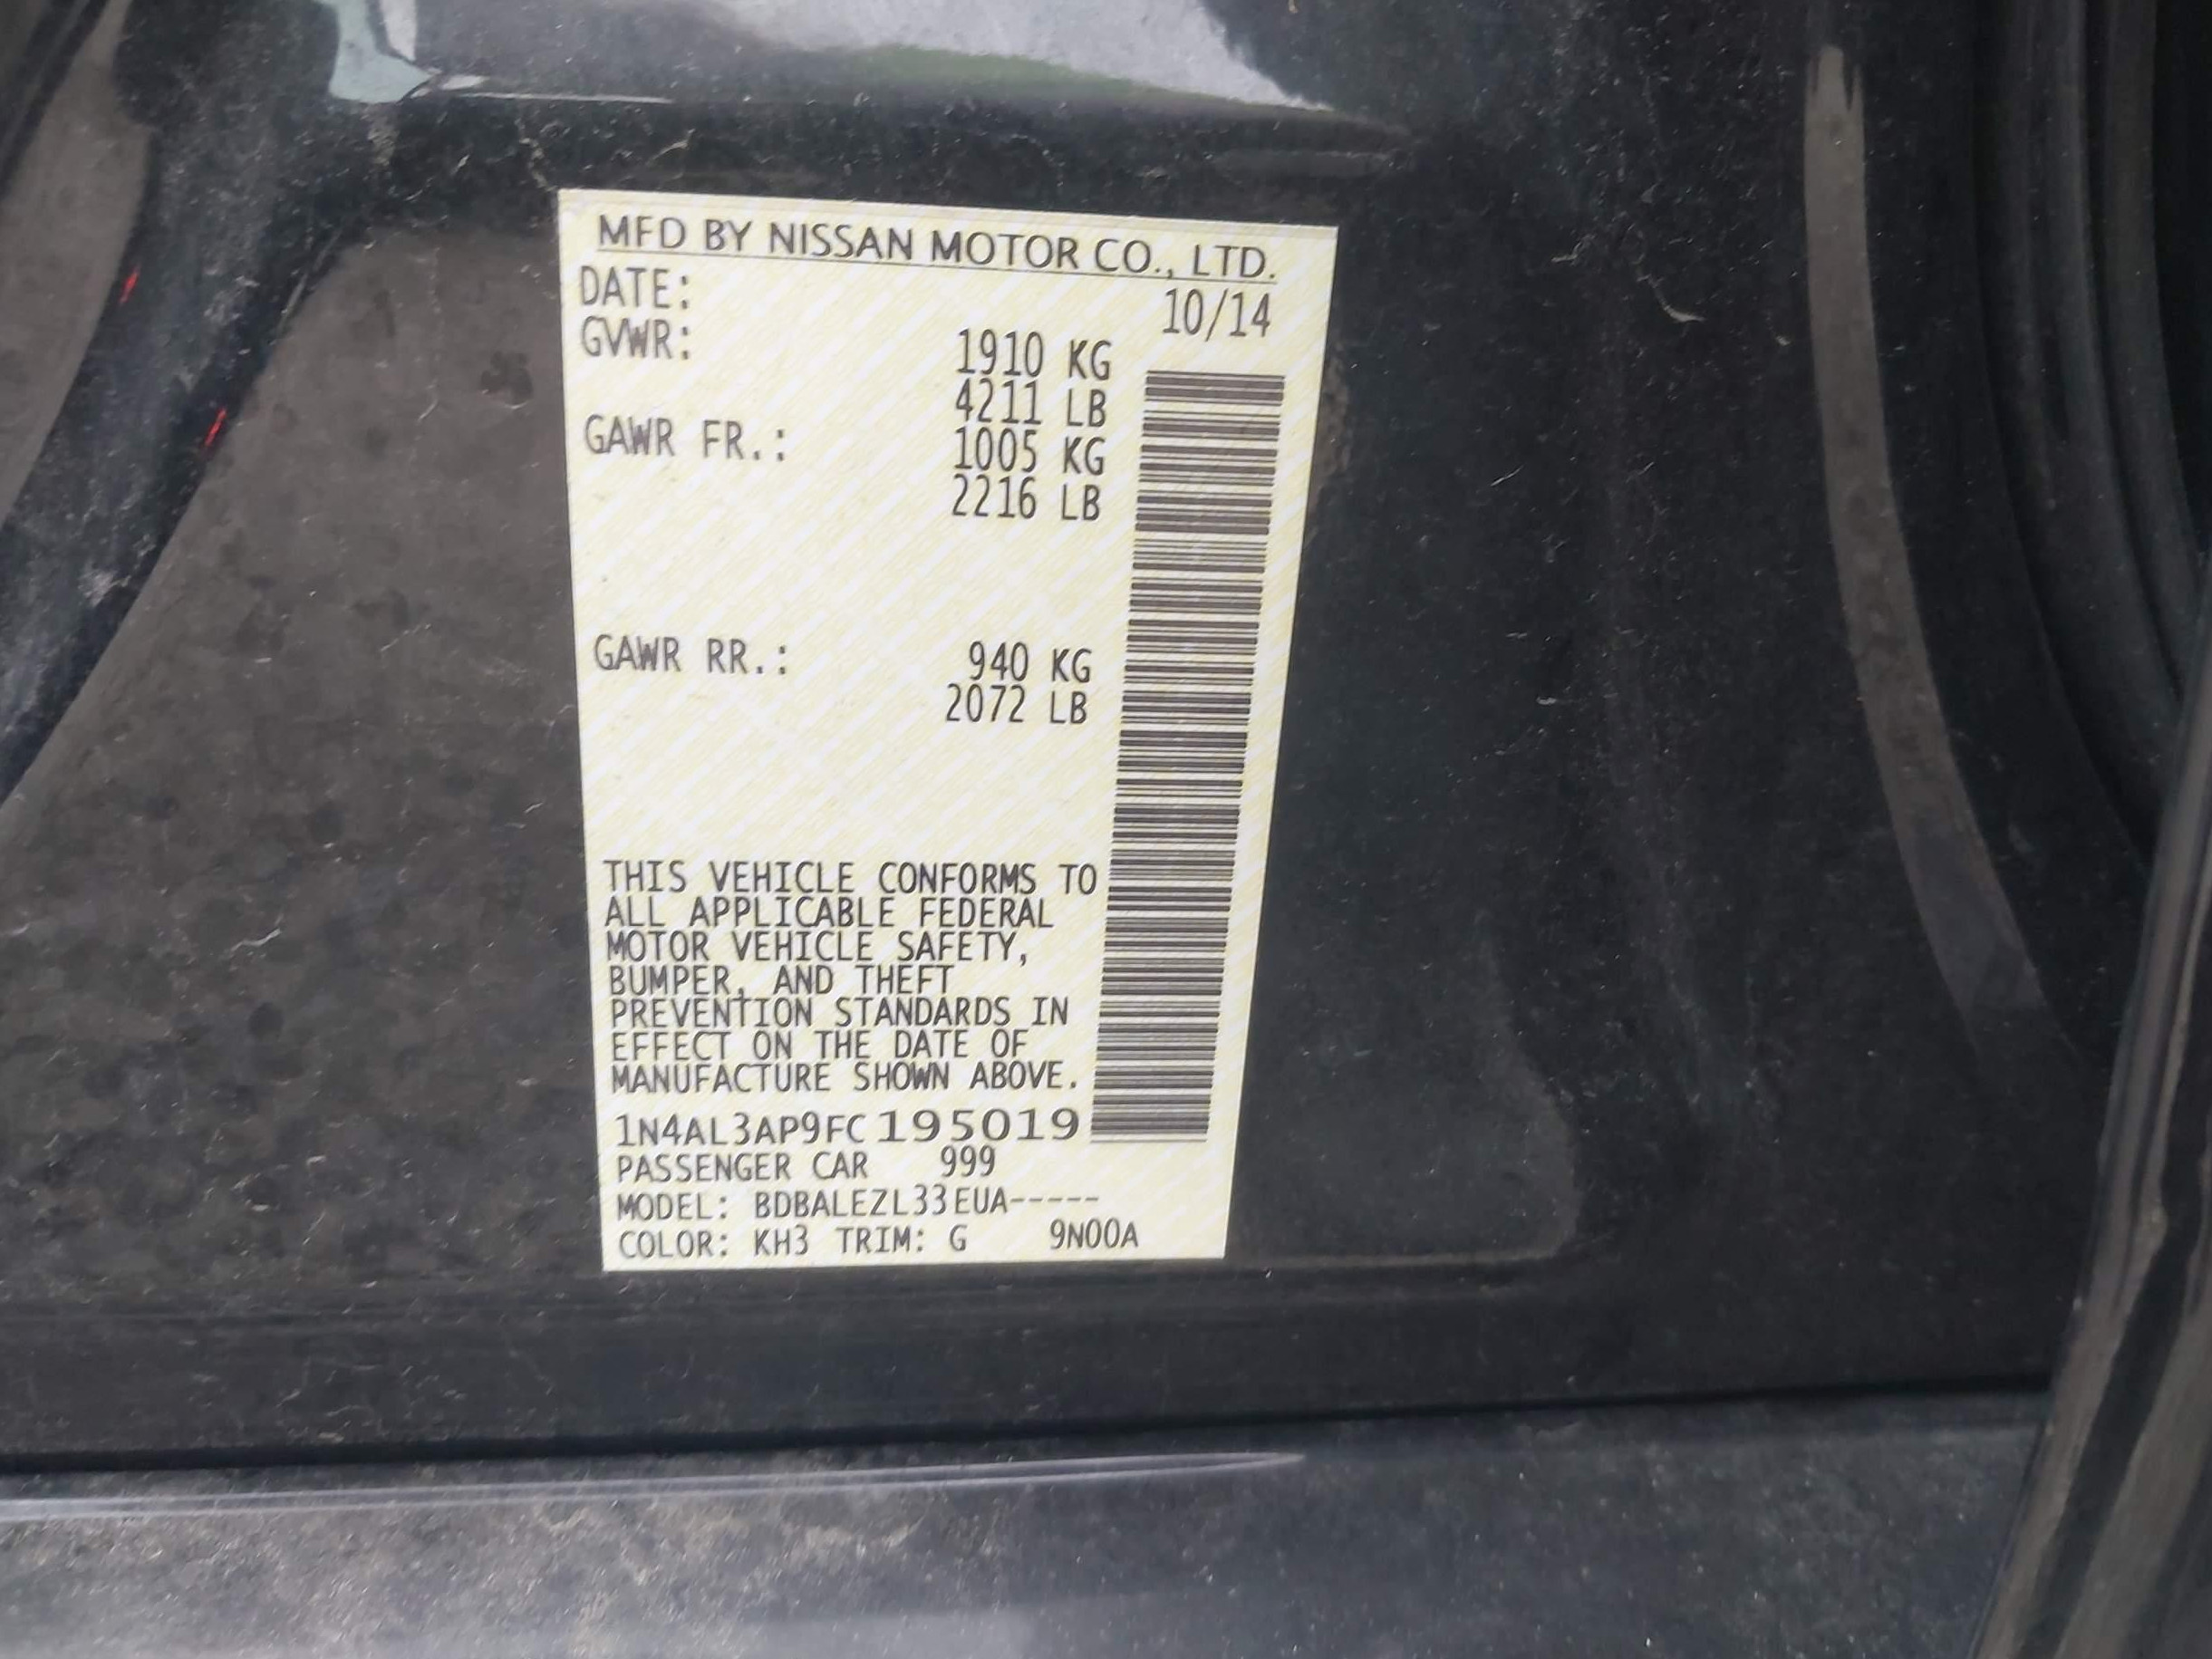 MFD BY NISSAN MOTOR CO., LTD.
DATE: 10/14
GVWR: 1910 KG
4211 LB
GAWR FR.: 1005 KG
2216 LB
GAWR RR.: 940 KG
2072 LB
THIS VEHICLE CONFORMS TO
ALL APPLICABLE FEDERAL
MOTOR VEHICLE SAFETY,
BUMPER, AND THEFT
PREVENTION STANDARDS IN
EFFECT ON THE DATE OF
MANUFACTURE SHOWN ABOVE.
1N4AL3AP9FC195019
PASSENGER CAR 999
MODEL: BDBALEZL33EUA-----
COLOR: KH3 TRIM: G 9N00A